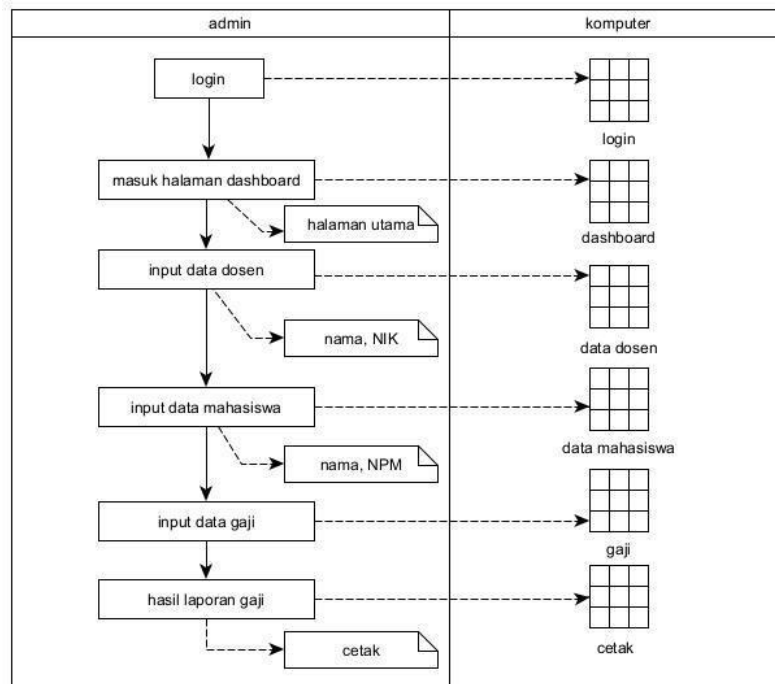 admin
komputer
login
login
masuk halaman dashboard
halaman utama
dashboard
input data dosen
nama, NIK
data dosen
input data mahasiswa
nama, NPM
data mahasiswa
input data gaji
gaji
hasil laporan gaji
cetak
cetak